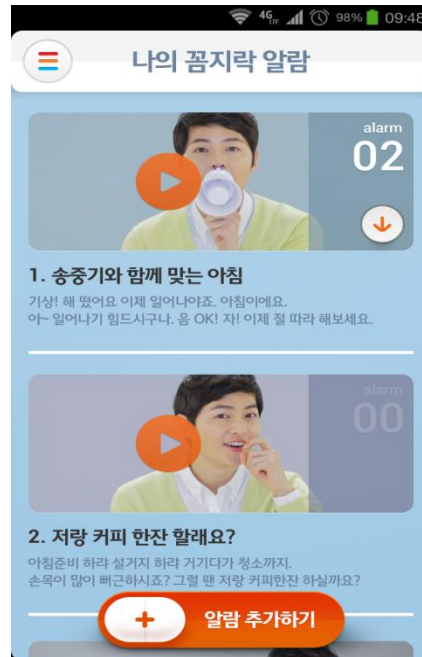 4G LTE 98% 09:48
나의 꼼지락 알람
alarm
02
1. 송중기와 함께 맞는 아침
기상! 해 떴어요 이제 일어나야죠. 아침이에요.
아~ 일어나기 힘드시구나. 음 OK! 자! 이제 절 따라 해보세요.
alarm
00
2. 저랑 커피 한잔 할래요?
아침준비 하랴 설거지 하랴 거기다가 청소까지.
손목이 많이 뻐근하시죠? 그럴 땐 저랑 커피한잔 하실까요?
알람 추가하기